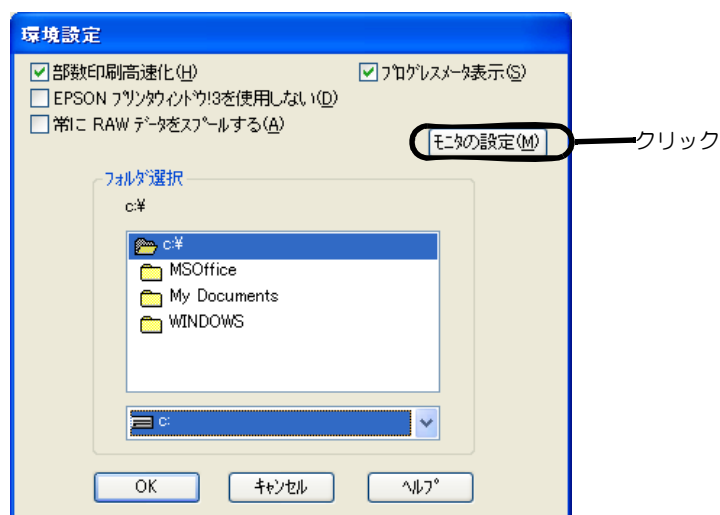 環境設定
部数印刷高速化(H)
ﾌﾟﾛｸﾞﾚｽﾒｰﾀ表示(S)
EPSON ﾌﾟﾘﾝﾀｳｨﾝﾄﾞｳ!3を使用しない(D)
常に RAW ﾃﾞｰﾀをｽﾌﾟｰﾙする(A)
ﾓﾆﾀの設定(M)
クリック
ﾌｫﾙﾀﾞ選択
c:¥
c:¥
MSOffice
My Documents
WINDOWS
c:
OK
ｷｬﾝｾﾙ
ﾍﾙﾌﾟ